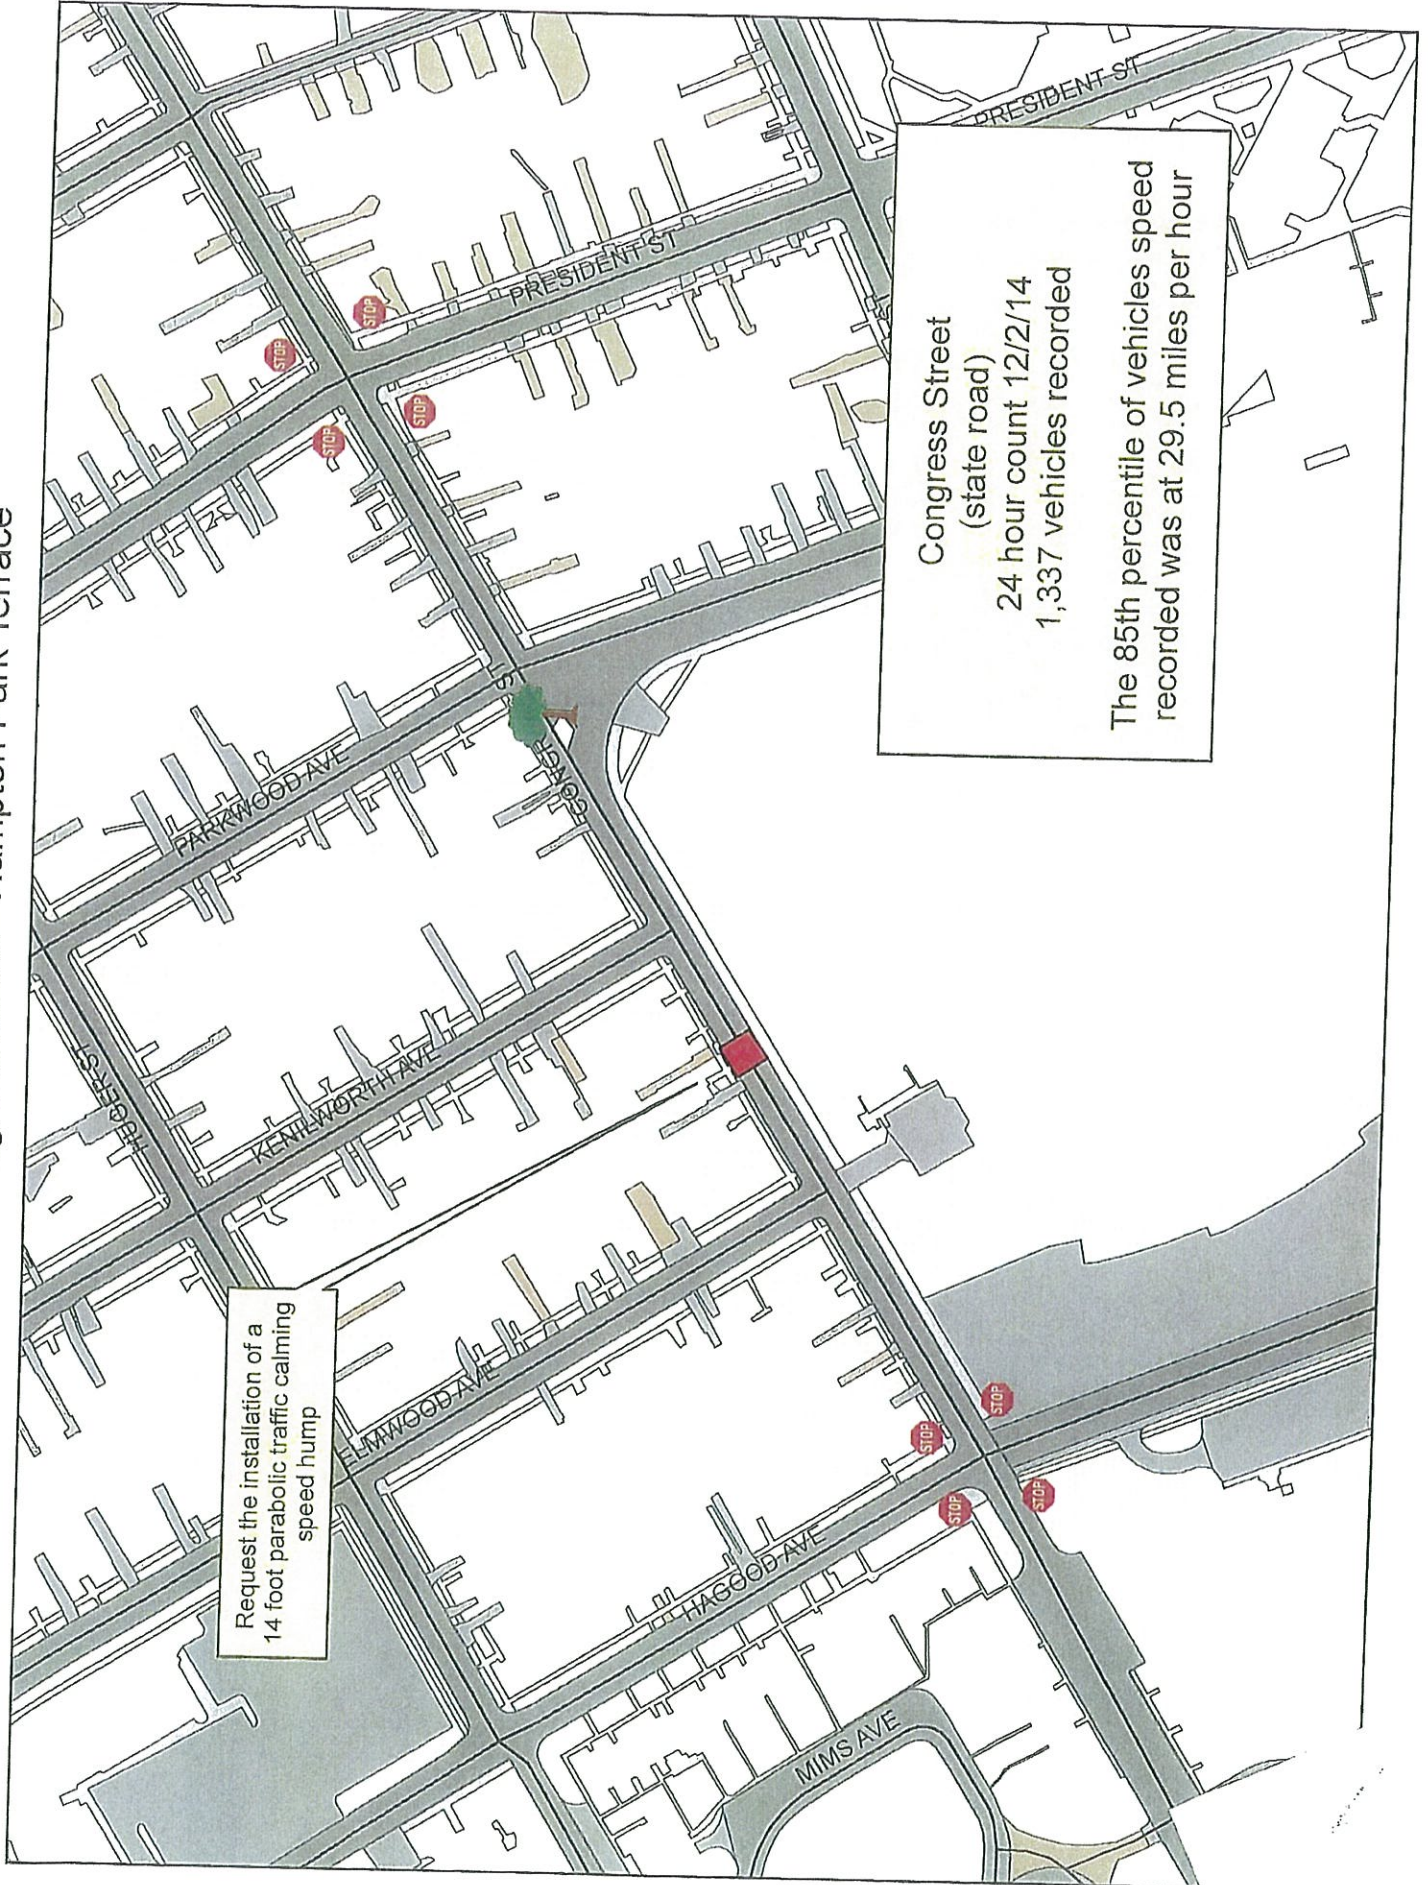 Hampton Park Terrace
PRESIDENT ST
PRESIDENT ST
STOP
STOP
STOP
STOP
Congress Street
(state road)
24 hour count 12/2/14
1,337 vehicles recorded
The 85th percentile of vehicles speed
recorded was at 29.5 miles per hour
PARKWOOD AVE
HUGER ST
KENILWORTH AVE
Request the installation of a
14 foot parabolic traffic calming
speed hump
ELMWOOD AVE
STOP
STOP
STOP
STOP
HAGOOD AVE
MIMS AVE